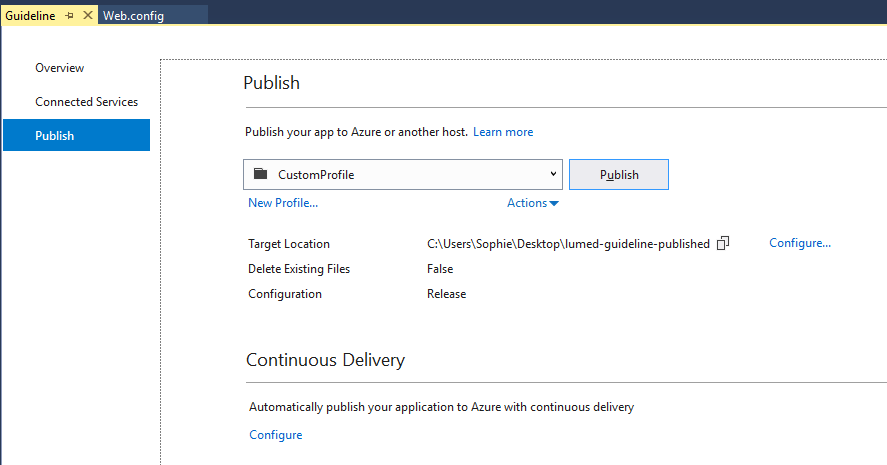 Guideline Web.config
Overview
Connected Services
Publish
Publish
Publish your app to Azure or another host. Learn more
CustomProfile Publish
New Profile... Actions
Target Location C:\Users\Sophie\Desktop\lumed-guideline-published Configure...
Delete Existing Files False
Configuration Release
Continuous Delivery
Automatically publish your application to Azure with continuous delivery
Configure